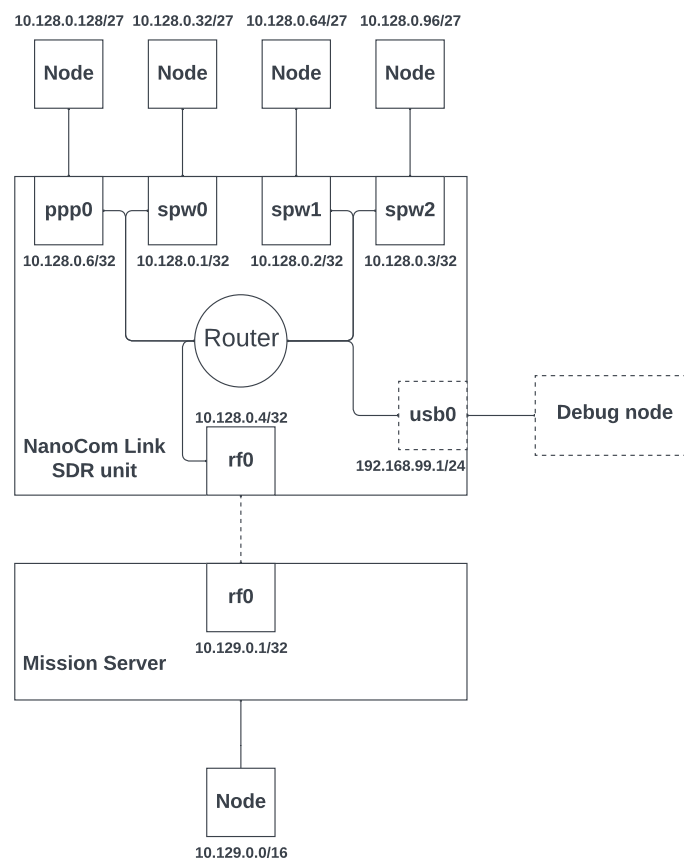 10.128.0.128/27 10.128.0.32/27 10.128.0.64/27 10.128.0.96/27
Node Node Node Node
ppp0 spw0 spw1 spw2
10.128.0.6/32 10.128.0.1/32 10.128.0.2/32 10.128.0.3/32
Router
usb0 Debug node
10.128.0.4/32
NanoCom Link
SDR unit
rf0
192.168.99.1/24
rf0
10.129.0.1/32
Mission Server
Node
10.129.0.0/16